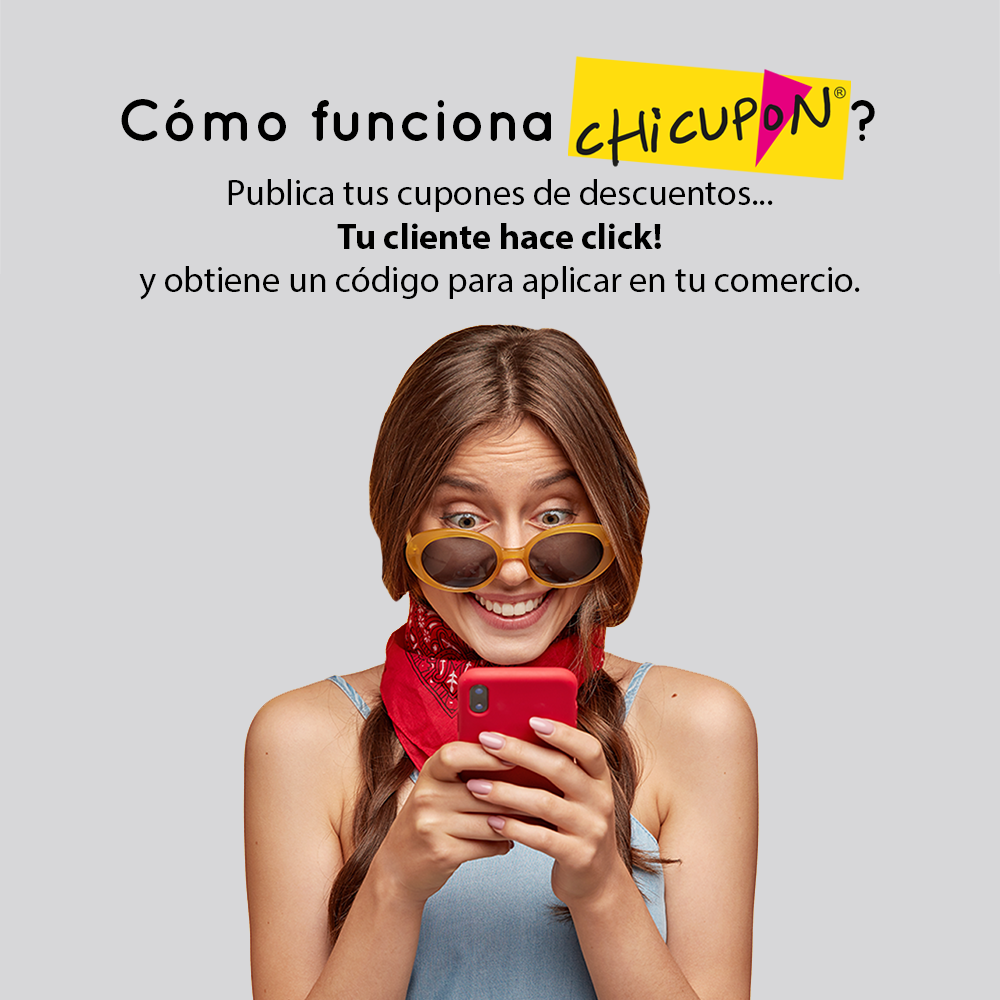 Cómo funciona CHiCUPON® ?
Publica tus cupones de descuentos...
Tu cliente hace click!
y obtiene un código para aplicar en tu comercio.